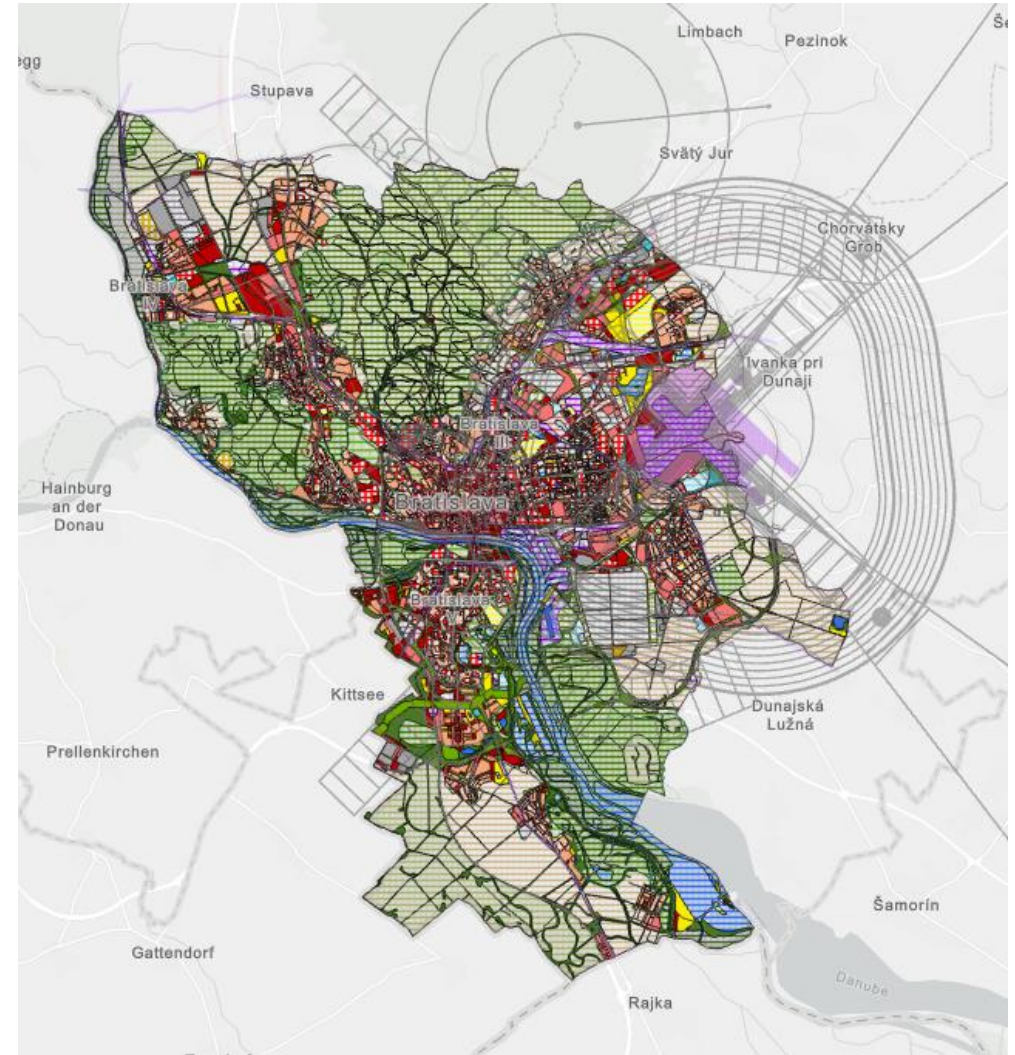 Limbach
Pezinok
Stupava
Svätý Jur
Chorvátsky
Grob
Bratislava
IV
Ivanka pri
Dunaji
Bratislava
III
Hainburg
an der
Donau
Bratislava
Bratislava
Kittsee
Dunajská
Lužná
Prellenkirchen
Šamorín
Gattendorf
Danube
Rajka